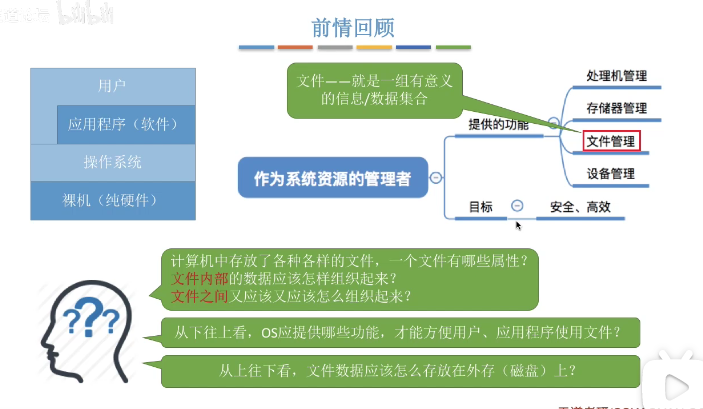 bilibili
前情回顾
用户
应用程序（软件）
操作系统
裸机（纯硬件）
文件——就是一组有意义
的信息/数据集合
作为系统资源的管理者
提供的功能
处理机管理
存储器管理
文件管理
设备管理
目标
安全、高效
计算机中存放了各种各样的文件，一个文件有哪些属性？
文件内部的数据应该怎样组织起来？
文件之间又应该又应该怎么组织起来？
???
从下往上看，OS应提供哪些功能，才能方便用户、应用程序使用文件？
从上往下看，文件数据应该怎么存放在外存（磁盘）上？